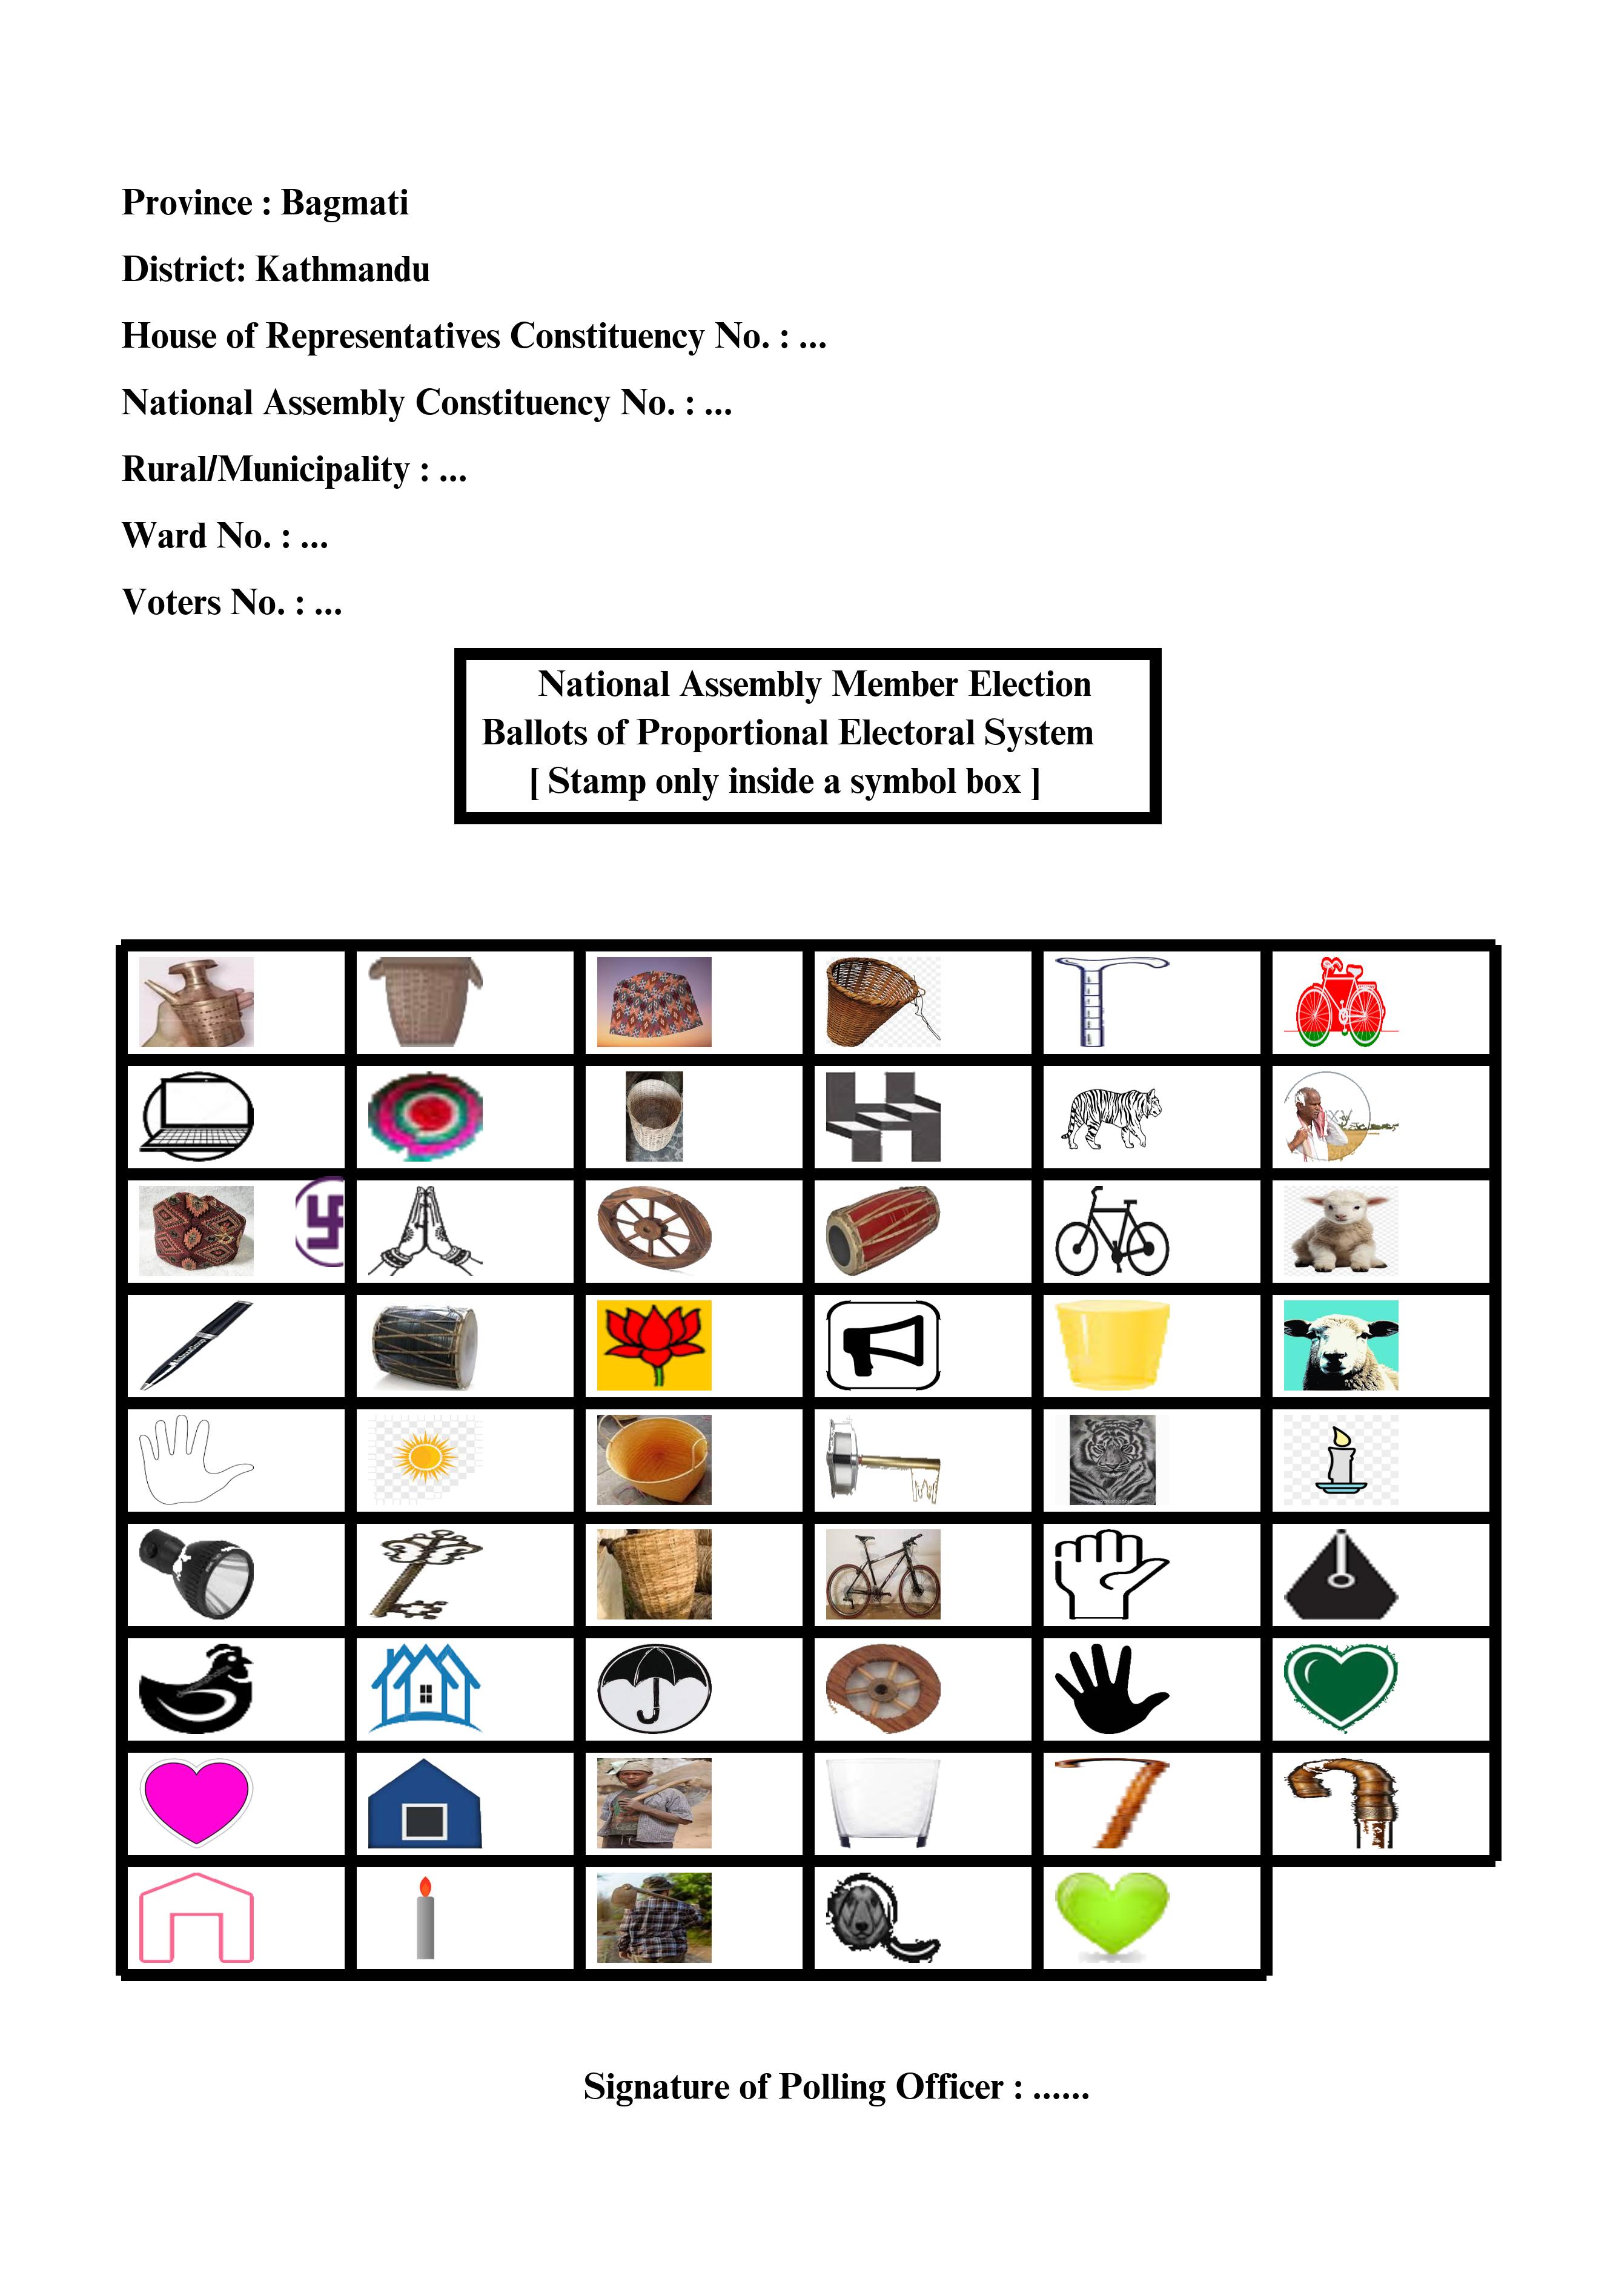 Province : Bagmati
District: Kathmandu
House of Representatives Constituency No. : ...
National Assembly Constituency No. : ...
Rural/Municipality : ...
Ward No. : ...
Voters No. : ...
National Assembly Member Election
Ballots of Proportional Electoral System
[ Stamp only inside a symbol box ]
Signature of Polling Officer : ......